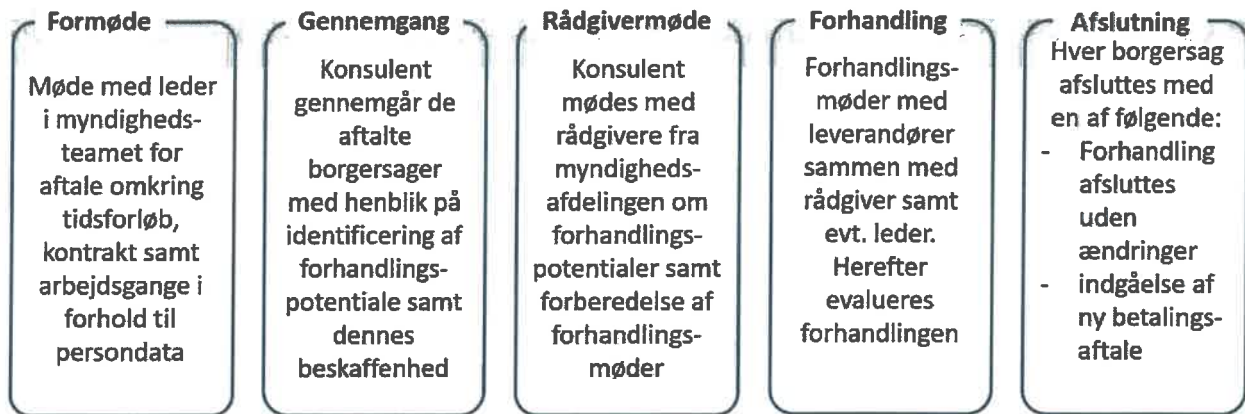 Formøde
Møde med leder
i myndigheds-
teamet for
aftale omkring
tidsforløb,
kontrakt samt
arbejdsgange i
forhold til
persondata
Gennemgang
Konsulent
gennemgår de
aftalte
borgersager
med henblik på
identificering af
forhandlings-
potentiale samt
dennes
beskaffenhed
Rådgivermøde
Konsulent
mødes med
rådgivere fra
myndigheds-
afdelingen om
forhandlings-
potentialer samt
forberedelse af
forhandlings-
møder
Forhandling
Forhandlings-
møder med
leverandører
sammen med
rådgiver samt
evt. leder.
Herefter
evalueres
forhandlingen
Afslutning
Hver borgersag
afsluttes med
en af følgende:
- Forhandling
afsluttes
uden
ændringer
- indgåelse af
ny betalings-
aftale